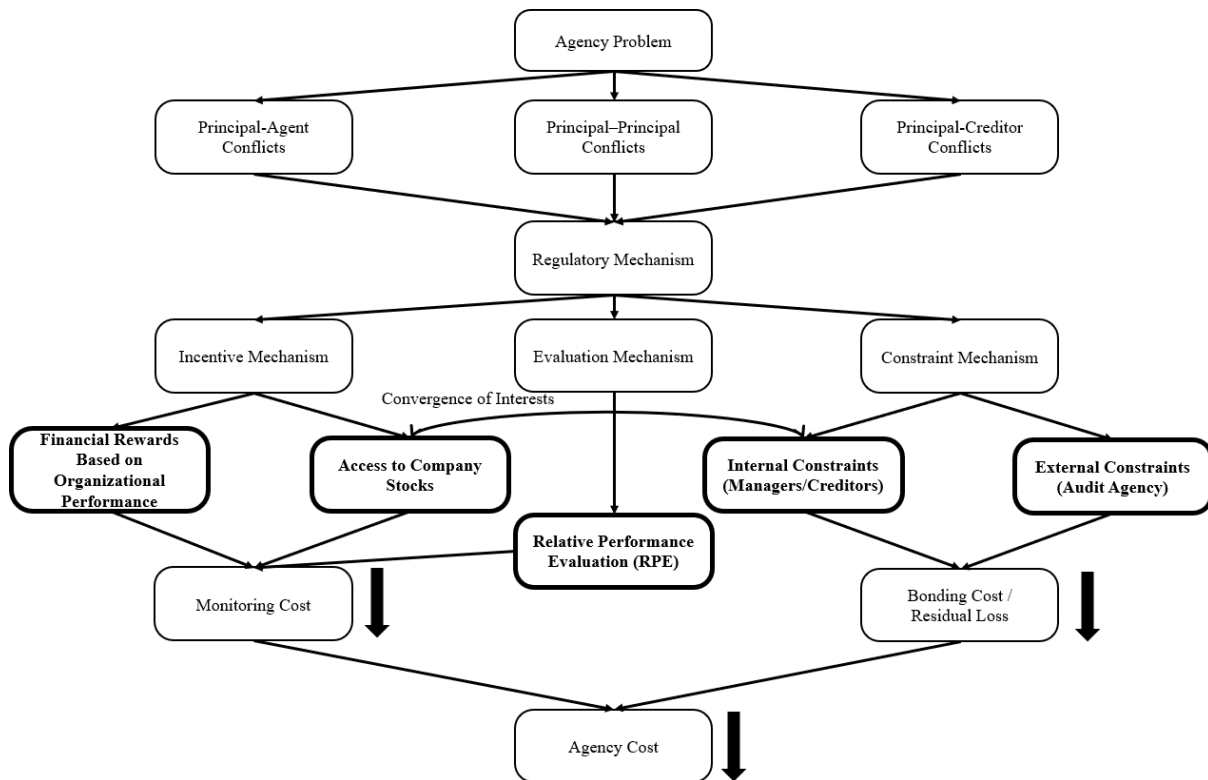 Agency Problem
Principal-Agent
Conflicts
Principal–Principal
Conflicts
Principal-Creditor
Conflicts
Regulatory Mechanism
Incentive Mechanism
Evaluation Mechanism
Constraint Mechanism
Convergence of Interests
Financial Rewards
Based on
Organizational
Performance
Access to Company
Stocks
Internal Constraints
(Managers/Creditors)
External Constraints
(Audit Agency)
Relative Performance
Evaluation (RPE)
Monitoring Cost
Bonding Cost /
Residual Loss
Agency Cost